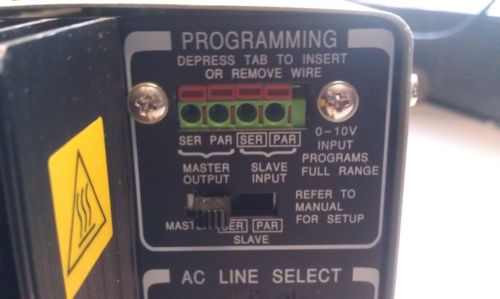 PROGRAMMING
DEPRESS TAB TO INSERT
OR REMOVE WIRE
SER PAR SER PAR
MASTER OUTPUT
SLAVE INPUT
0-10V
INPUT
PROGRAMS
FULL RANGE
REFER TO
MANUAL
FOR SETUP
MASTER SER PAR
SLAVE
AC LINE SELECT